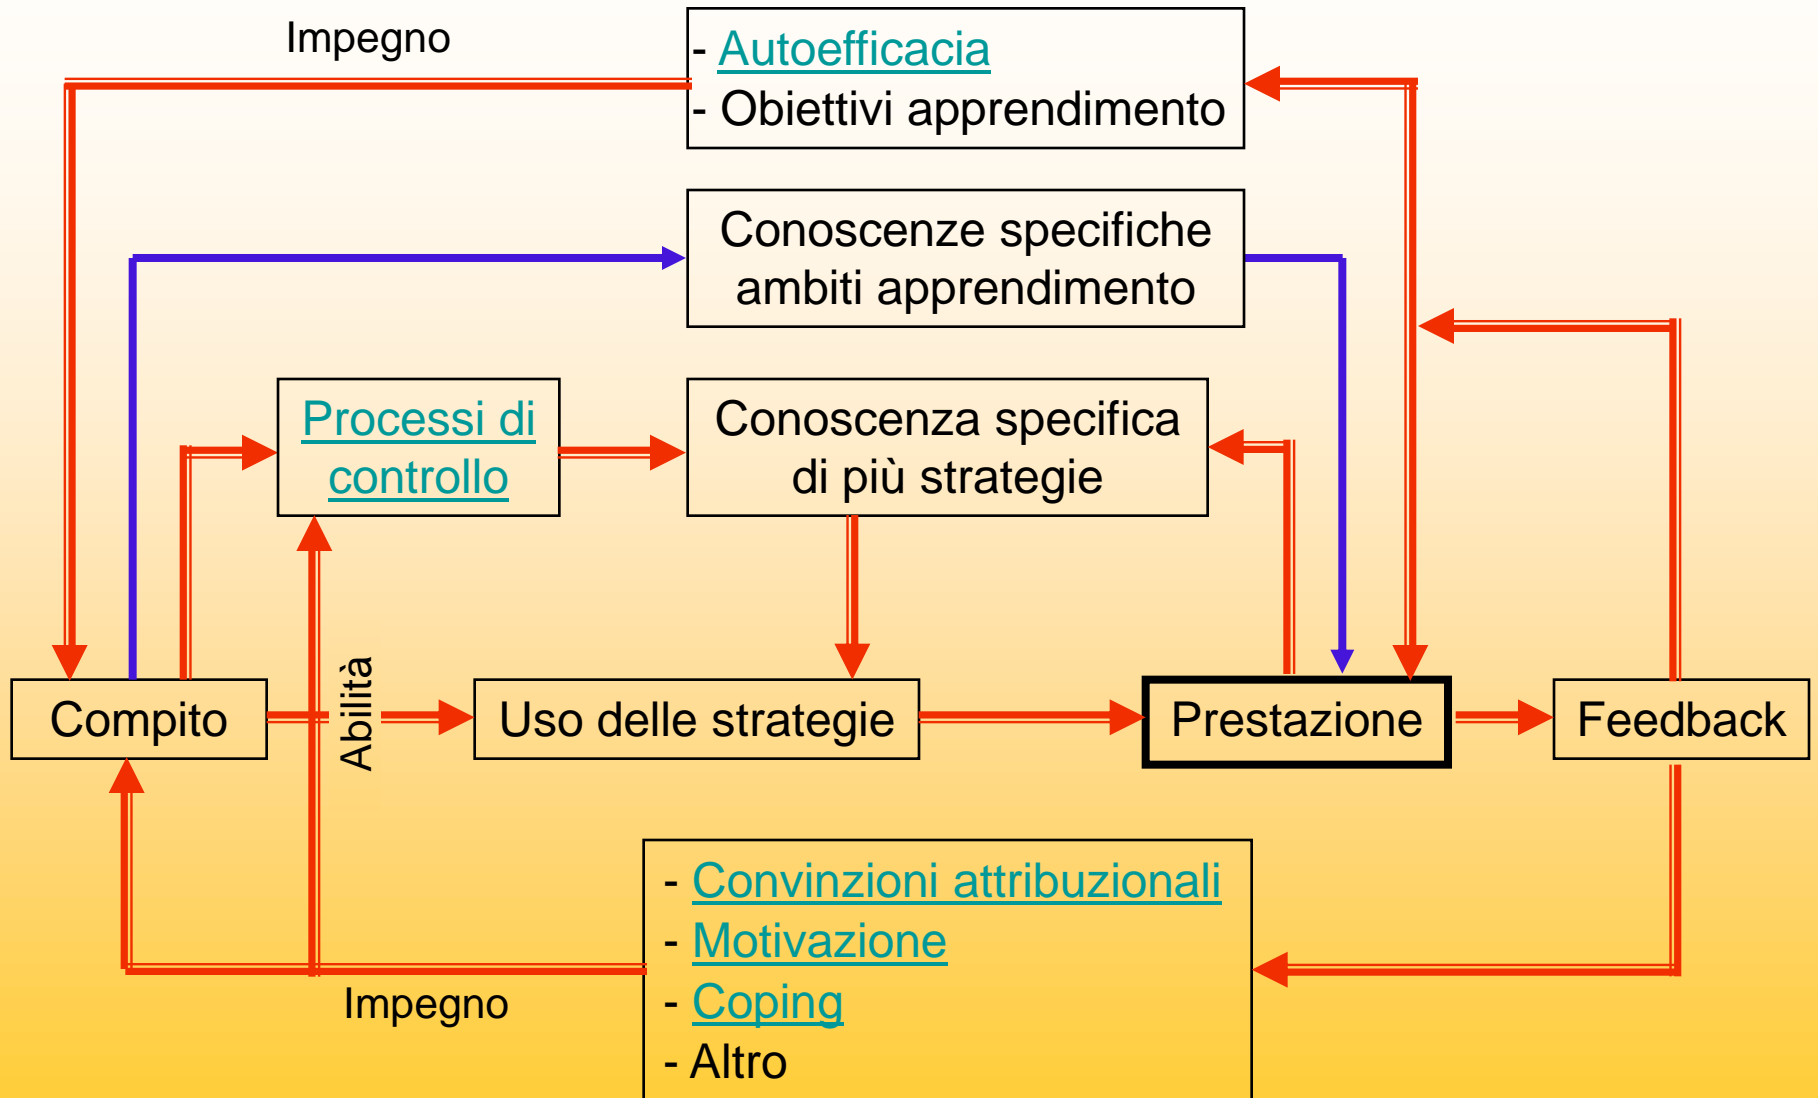 Impegno
- Autoefficacia
- Obiettivi apprendimento
Conoscenze specifiche
ambiti apprendimento
Processi di
controllo
Conoscenza specifica
di più strategie
Compito
Abilità
Uso delle strategie
Prestazione
Feedback
- Convinzioni attribuzionali
- Motivazione
- Coping
- Altro
Impegno